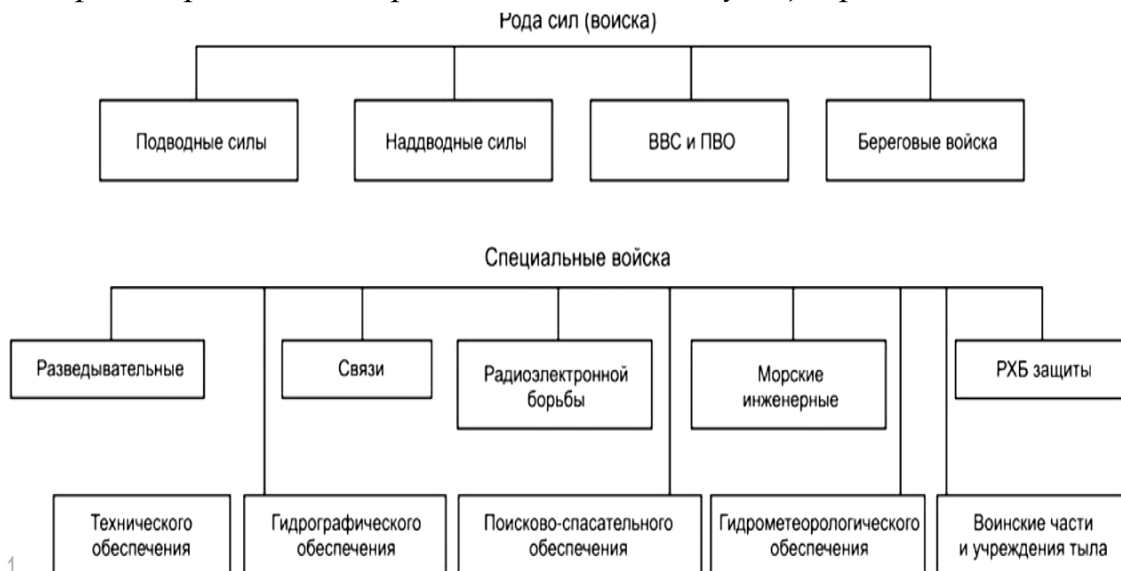 Рода сил (войска)
Подводные силы
Наддводные силы
ВВС и ПВО
Береговые войска
Специальные войска
Разведывательные
Связи
Радиоэлектронной
борьбы
Морские
инженерные
РХБ защиты
Технического
обеспечения
Гидрографического
обеспечения
Поисково-спасательного
обеспечения
Гидрометеорологического
обеспечения
Воинские части
и учреждения тыла
1